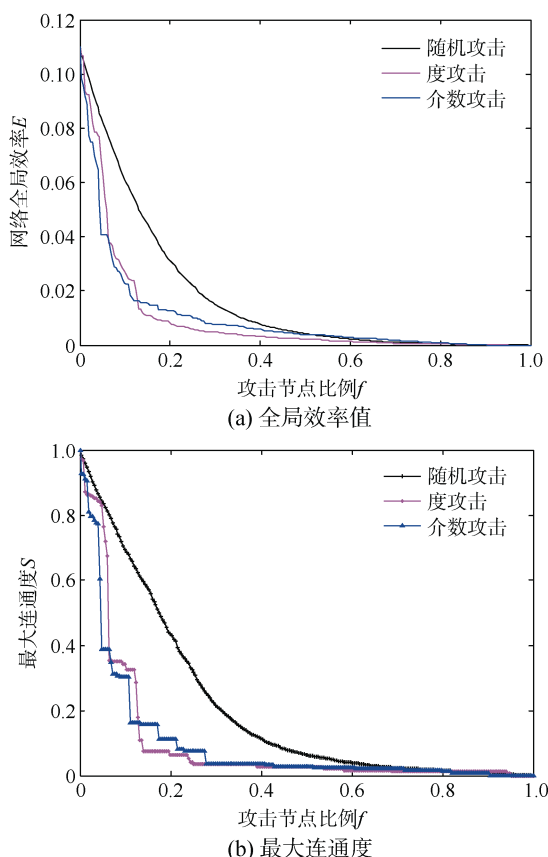 0.12
0.10
0.08
0.06
0.04
0.02
0
网络全局效率E
随机攻击
度攻击
介数攻击
0 0.2 0.4 0.6 0.8 1.0
攻击节点比例f
(a) 全局效率值
1.0
0.8
0.6
0.4
0.2
0
最大连通度S
随机攻击
度攻击
介数攻击
0 0.2 0.4 0.6 0.8 1.0
攻击节点比例f
(b) 最大连通度